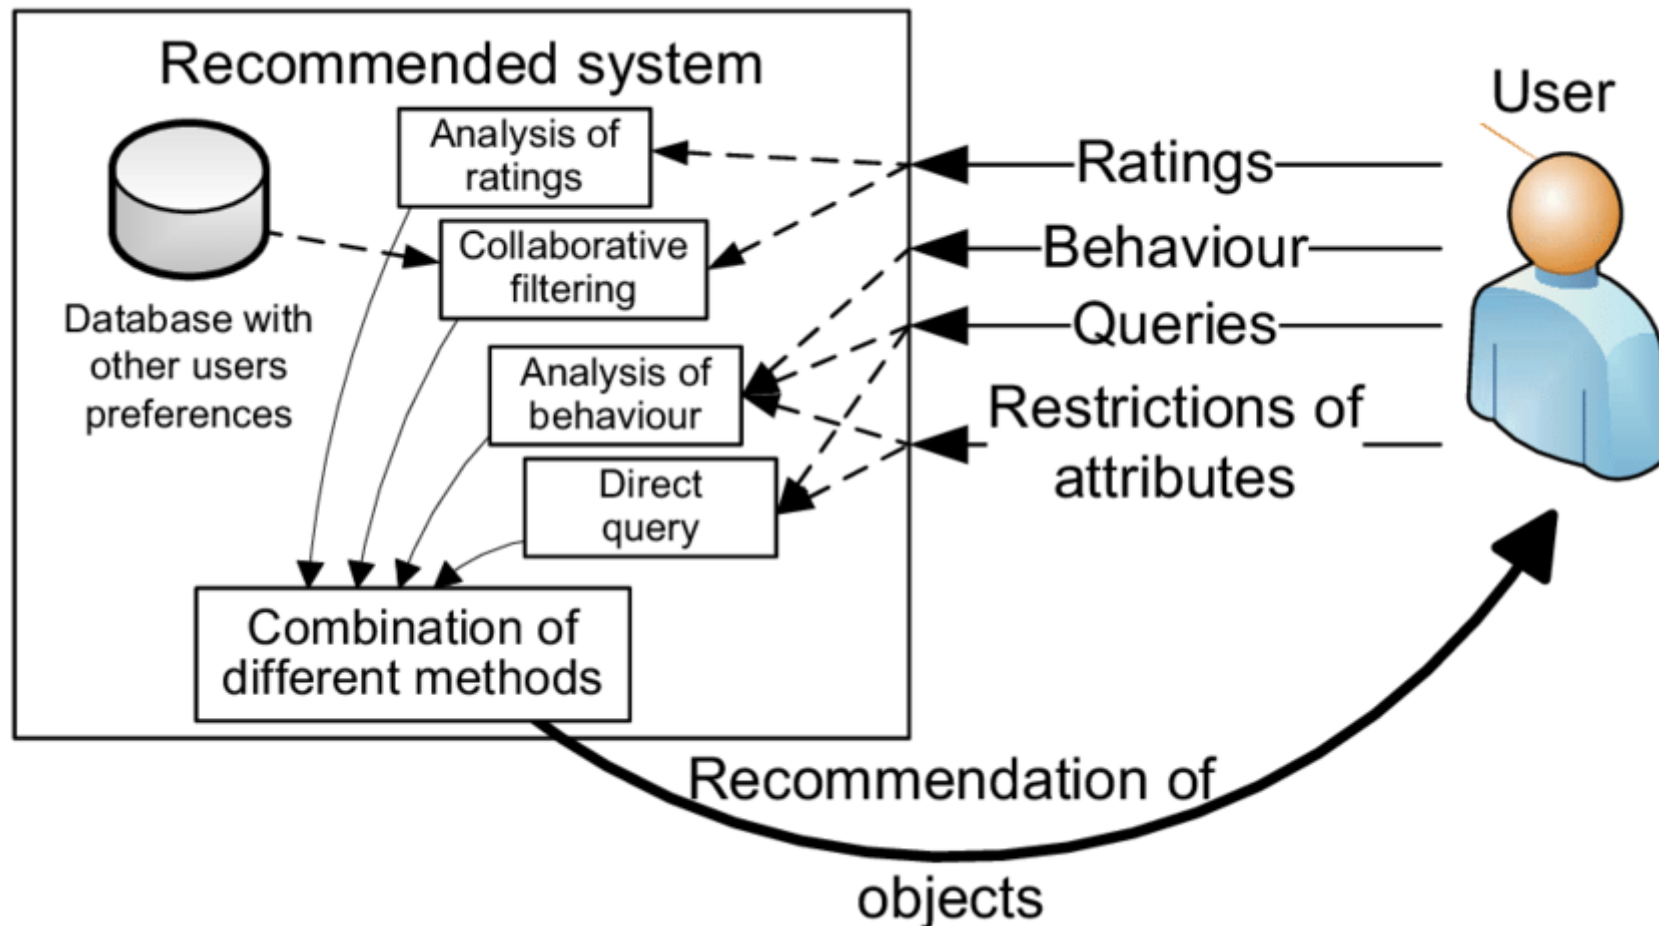 Recommended system
User
Analysis of
ratings
Ratings
Collaborative
filtering
Behaviour
Database with
other users
preferences
Queries
Analysis of
behaviour
Restrictions of
attributes
Direct
query
Combination of
different methods
Recommendation of
objects